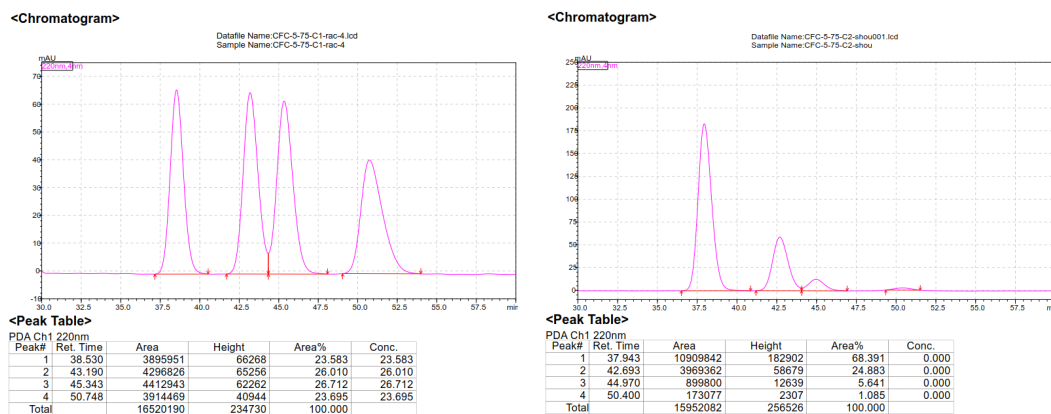 <Chromatogram>
Datafile Name:CFC-5-75-C1-rac-4.lcd
Sample Name:CFC-5-75-C1-rac-4
mAU
220nm,4nm
70
60
50
40
30
20
10
0
-10
30.0 32.5 35.0 37.5 40.0 42.5 45.0 47.5 50.0 52.5 55.0 57.5 min
<Peak Table>
PDA Ch1 220nm
Peak# Ret. Time Area Height Area% Conc.
1 38.530 3895951 66268 23.583 23.583
2 43.190 4296826 65256 26.010 26.010
3 45.343 4412943 62262 26.712 26.712
4 50.748 3914469 40944 23.695 23.695
Total 16520190 234730 100.000
<Chromatogram>
Datafile Name:CFC-5-75-C2-shou001.lcd
Sample Name:CFC-5-75-C2-shou
mAU
220nm,4nm
250
225
200
175
150
125
100
75
50
25
0
30.0 32.5 35.0 37.5 40.0 42.5 45.0 47.5 50.0 52.5 55.0 57.5
<Peak Table>
PDA Ch1 220nm
Peak# Ret. Time Area Height Area% Conc.
1 37.943 10909842 182902 68.391 0.000
2 42.693 3969362 58679 24.883 0.000
3 44.970 899800 12639 5.641 0.000
4 50.400 173077 2307 1.085 0.000
Total 15952082 256526 100.000